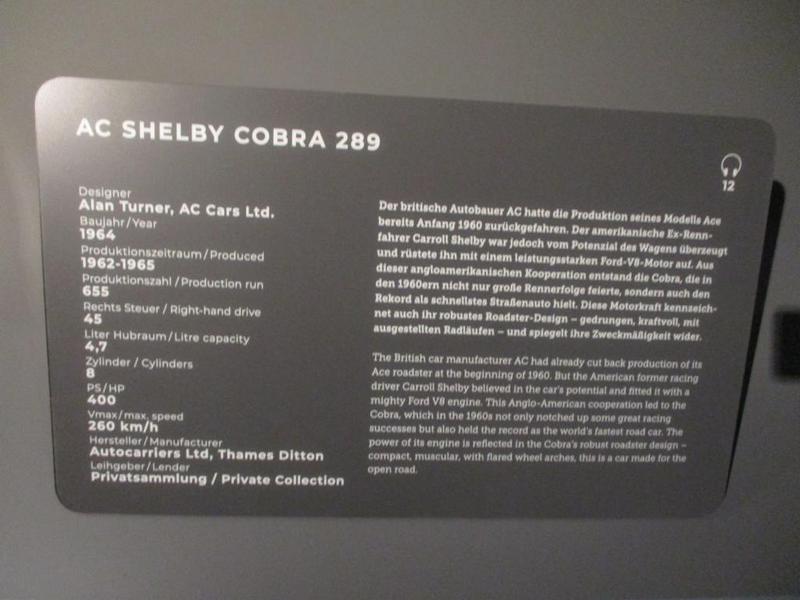 AC SHELBY COBRA 289
12
Designer
Alan Turner, AC Cars Ltd.
Baujahr / Year
1964
Produktionszeitraum / Produced
1962-1965
Produktionszahl / Production run
655
Rechts Steuer / Right-hand drive
45
Liter Hubraum / Litre capacity
4,7
Zylinder / Cylinders
8
PS / HP
400
Vmax / max. speed
260 km/h
Hersteller / Manufacturer
Autocarriers Ltd, Thames Ditton
Leihgeber / Lender
Privatsammlung / Private Collection
Der britische Autobauer AC hatte die Produktion seines Modells Ace
bereits Anfang 1960 zurückgefahren. Der amerikanische Ex-Renn-
fahrer Carroll Shelby war jedoch vom Potenzial des Wagens überzeugt
und rüstete ihn mit einem leistungsstarken Ford-V8-Motor auf. Aus
dieser angloamerikanischen Kooperation entstand die Cobra, die in
den 1960ern nicht nur große Rennerfolge feierte, sondern auch den
Rekord als schnellstes Straßenauto hielt. Diese Motorkraft kennzeich-
net auch ihr robustes Roadster-Design – gedrungen, kraftvoll, mit
ausgestellten Radläufen – und spiegelt ihre Zweckmäßigkeit wider.
The British car manufacturer AC had already cut back production of its
Ace roadster at the beginning of 1960. But the American former racing
driver Carroll Shelby believed in the car's potential and fitted it with a
mighty Ford V8 engine. This Anglo-American cooperation led to the
Cobra, which in the 1960s not only notched up some great racing
successes but also held the record as the world's fastest road car. The
power of its engine is reflected in the Cobra's robust roadster design –
compact, muscular, with flared wheel arches, this is a car made for the
open road.